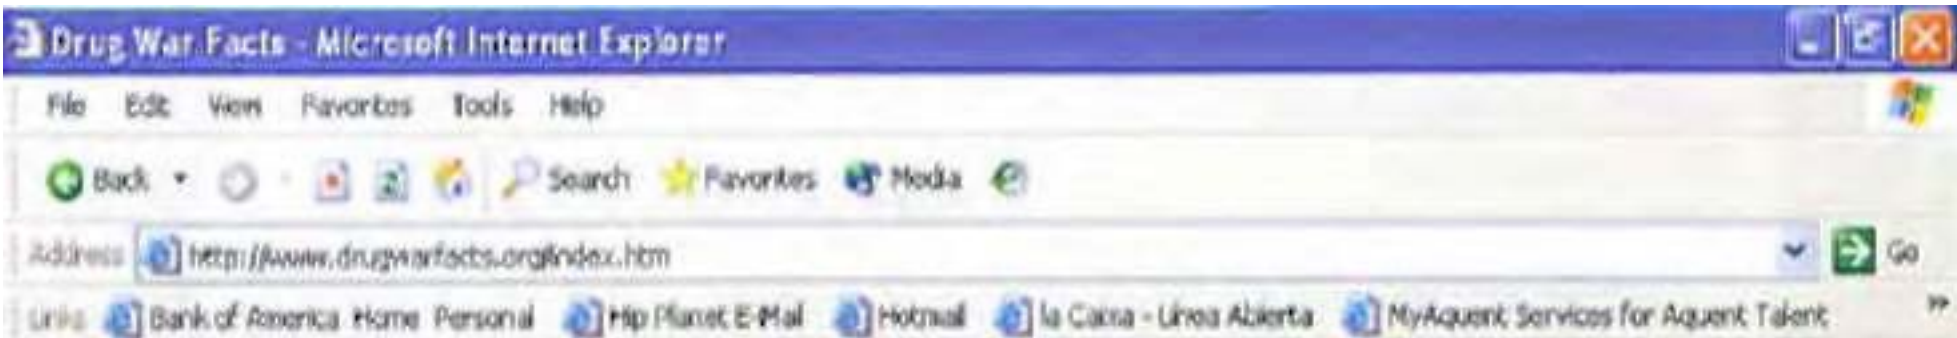 Drug War Facts - Microsoft Internet Explorer
File Edit View Favorites Tools Help
Back Search Favorites Media
Address http://www.drugwarfacts.org/index.htm Go
Links Bank of America Home Personal Hip Planet E-Mail Hotmail la Caixa - Línea Abierta MyAquent Services for Aquent Talent »